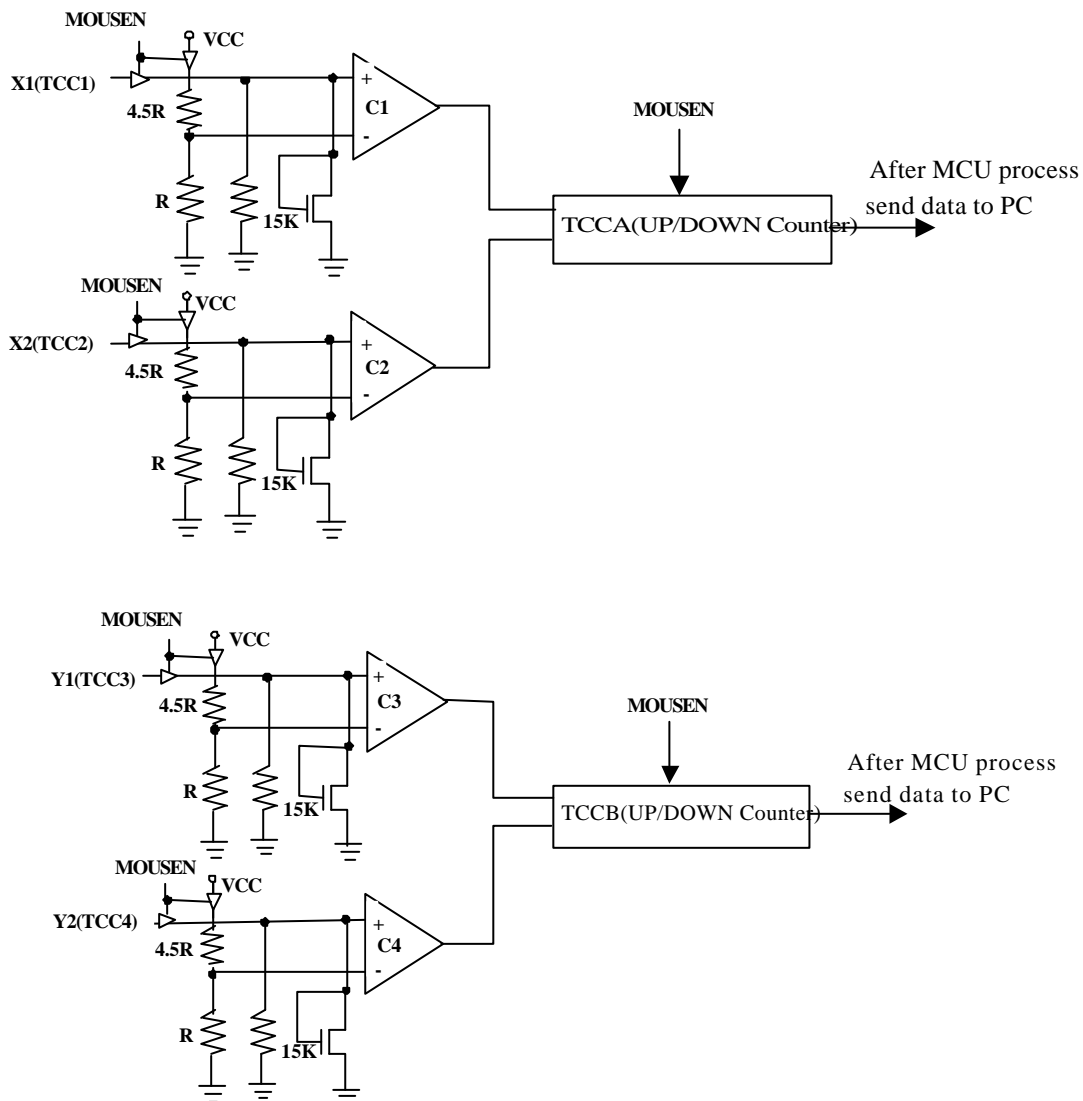 MOUSEN
VCC
X1(TCC1)
4.5R
+
C1
-
R
15K
MOUSEN
VCC
X2(TCC2)
4.5R
+
C2
-
R
15K
MOUSEN
TCCA(UP/DOWN Counter)
After MCU process
send data to PC
MOUSEN
VCC
Y1(TCC3)
4.5R
+
C3
-
R
15K
MOUSEN
VCC
Y2(TCC4)
4.5R
+
C4
-
R
15K
MOUSEN
TCCB(UP/DOWN Counter)
After MCU process
send data to PC